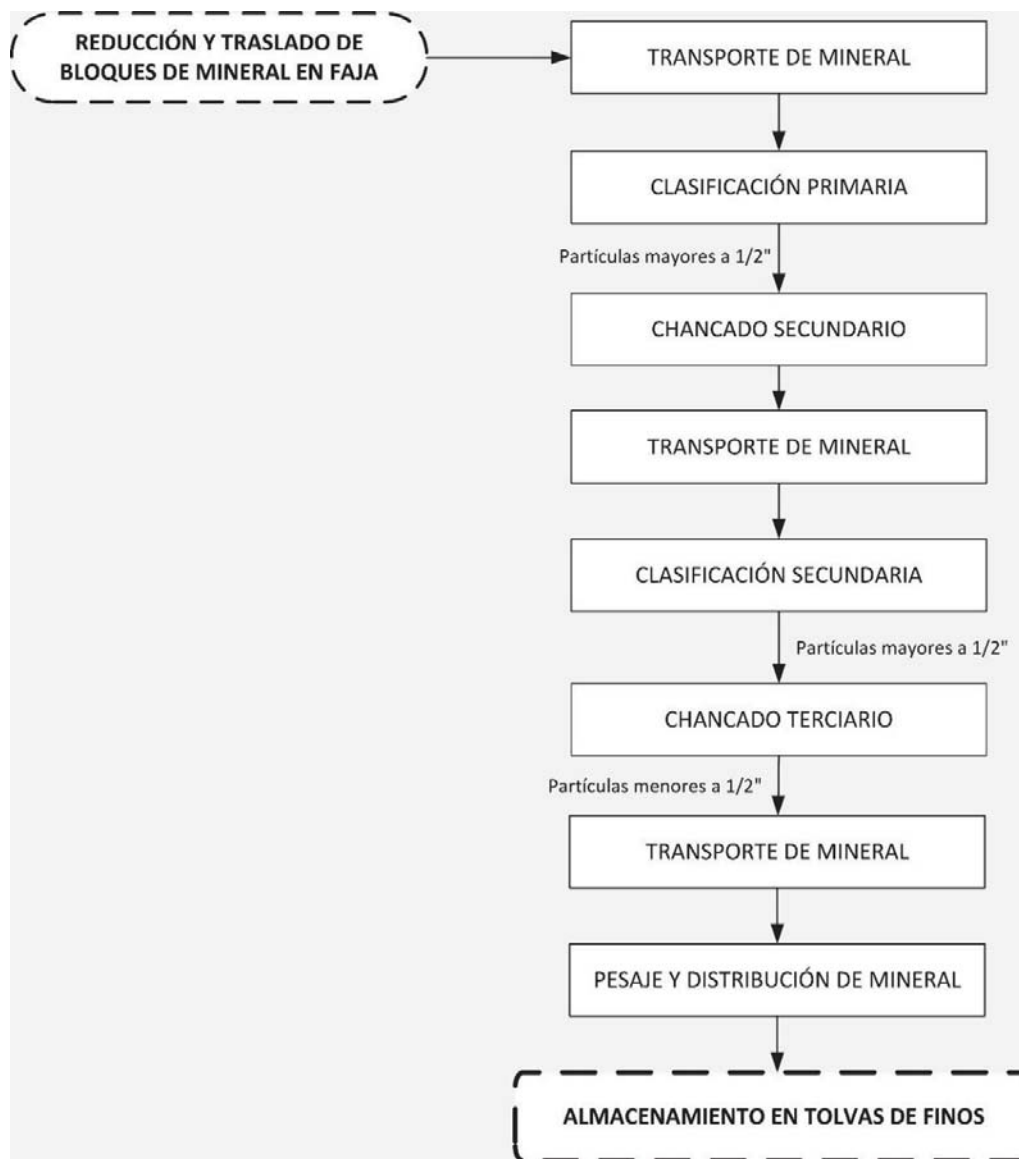 REDUCCIÓN Y TRASLADO DE
BLOQUES DE MINERAL EN FAJA
TRANSPORTE DE MINERAL
CLASIFICACIÓN PRIMARIA
Partículas mayores a 1/2"
CHANCADO SECUNDARIO
TRANSPORTE DE MINERAL
CLASIFICACIÓN SECUNDARIA
Partículas mayores a 1/2"
CHANCADO TERCIARIO
Partículas menores a 1/2"
TRANSPORTE DE MINERAL
PESAJE Y DISTRIBUCIÓN DE MINERAL
ALMACENAMIENTO EN TOLVAS DE FINOS